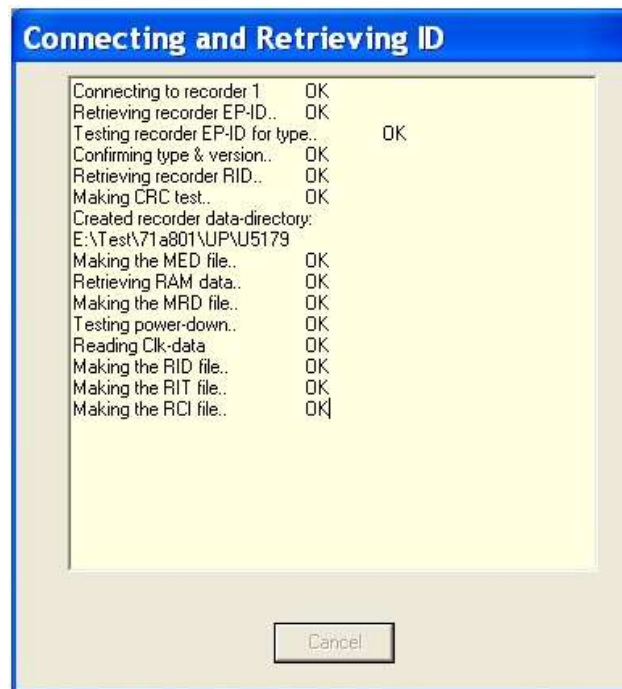 Connecting and Retrieving ID
Connecting to recorder 1 OK
Retrieving recorder EP-ID.. OK
Testing recorder EP-ID for type.. OK
Confirming type & version.. OK
Retrieving recorder RID.. OK
Making CRC test.. OK
Created recorder data-directory:
E:\Test\71a801\UP\U5179
Making the MED file.. OK
Retrieving RAM data.. OK
Making the MRD file.. OK
Testing power-down.. OK
Reading Clk-data OK
Making the RID file.. OK
Making the RIT file.. OK
Making the RCI file.. OK
Cancel